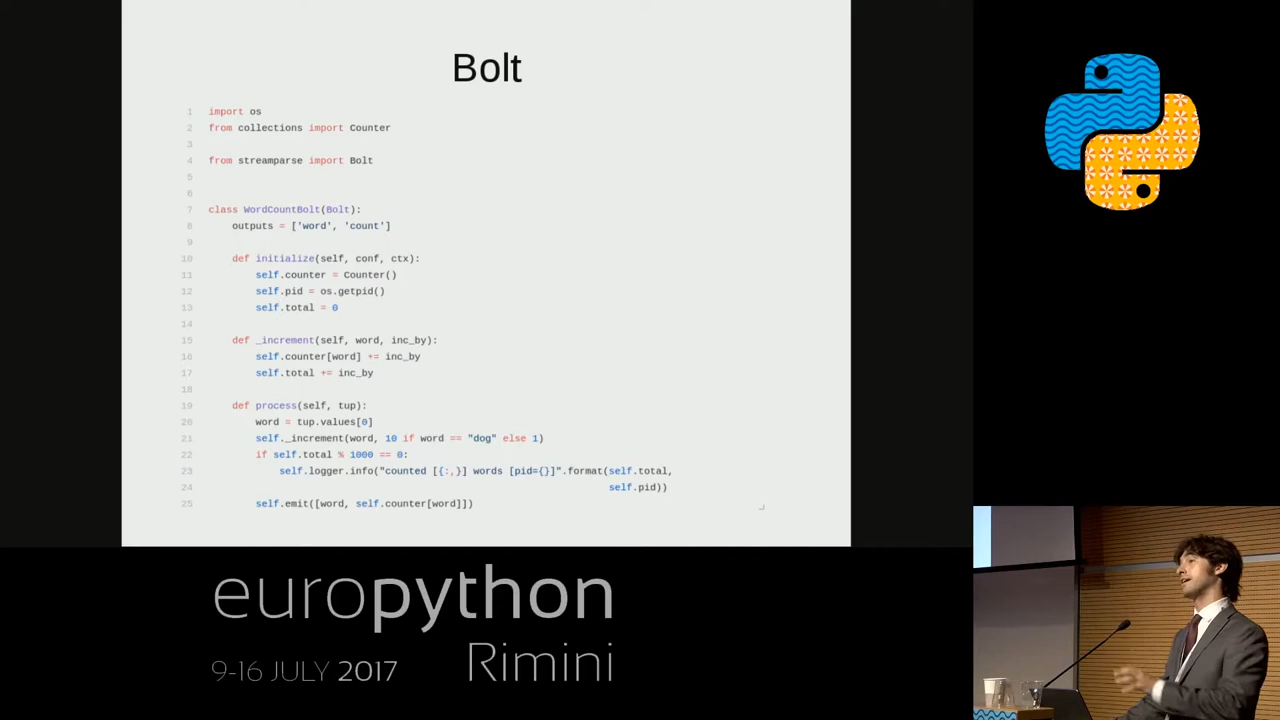 Bolt
1 import os
2 from collections import Counter
3
4 from streamparse import Bolt
5
6
7 class WordCountBolt(Bolt):
8     outputs = ['word', 'count']
9
10     def initialize(self, conf, ctx):
11         self.counter = Counter()
12         self.pid = os.getpid()
13         self.total = 0
14
15     def _increment(self, word, inc_by):
16         self.counter[word] += inc_by
17         self.total += inc_by
18
19     def process(self, tup):
20         word = tup.values[0]
21         self._increment(word, 10 if word == "dog" else 1)
22         if self.total % 1000 == 0:
23             self.logger.info("counted [{:,}] words [pid={}]".format(self.total,
24                                                                     self.pid))
25         self.emit([word, self.counter[word]])
europython
9-16 JULY 2017 Rimini